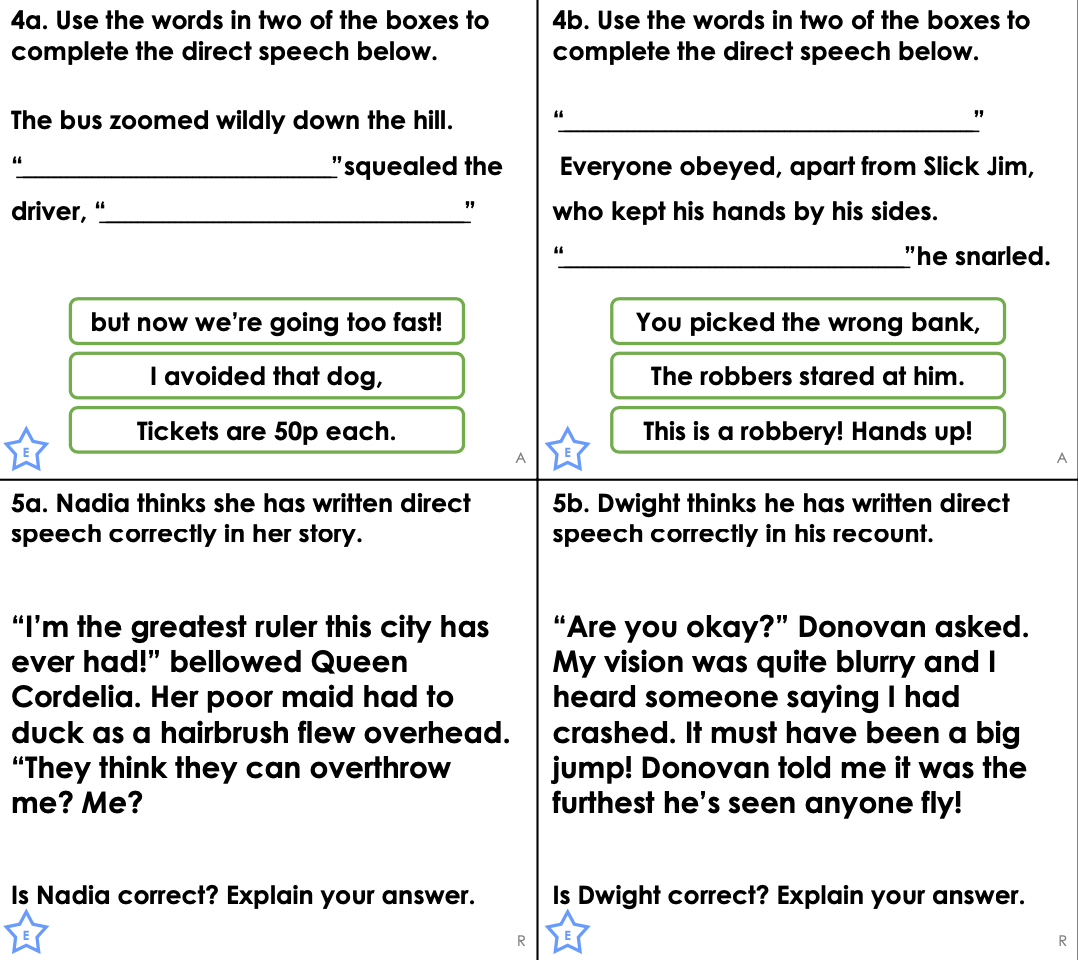 4a. Use the words in two of the boxes to
complete the direct speech below.
The bus zoomed wildly down the hill.
“______________________________”squealed the
driver, “___________________________________”
but now we’re going too fast!
I avoided that dog,
Tickets are 50p each.
E
A
4b. Use the words in two of the boxes to
complete the direct speech below.
“________________________________________”
Everyone obeyed, apart from Slick Jim,
who kept his hands by his sides.
“__________________________________”he snarled.
You picked the wrong bank,
The robbers stared at him.
This is a robbery! Hands up!
E
A
5a. Nadia thinks she has written direct
speech correctly in her story.
“I’m the greatest ruler this city has
ever had!” bellowed Queen
Cordelia. Her poor maid had to
duck as a hairbrush flew overhead.
“They think they can overthrow
me? Me?
Is Nadia correct? Explain your answer.
E
R
5b. Dwight thinks he has written direct
speech correctly in his recount.
“Are you okay?” Donovan asked.
My vision was quite blurry and I
heard someone saying I had
crashed. It must have been a big
jump! Donovan told me it was the
furthest he’s seen anyone fly!
Is Dwight correct? Explain your answer.
E
R